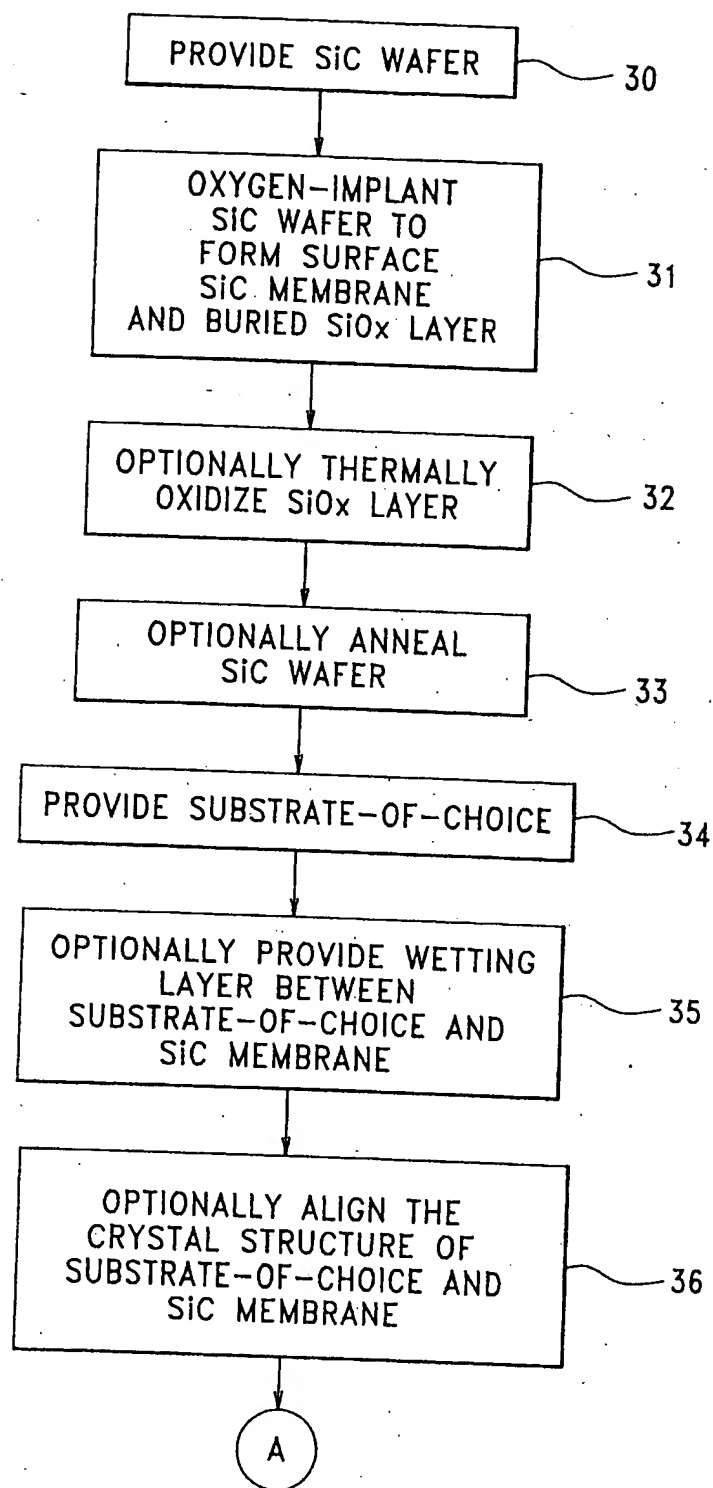 PROVIDE SiC WAFER
30
OXYGEN-IMPLANT
SiC WAFER TO
FORM SURFACE
SiC MEMBRANE
AND BURIED SiOx LAYER
31
OPTIONALLY THERMALLY
OXIDIZE SiOx LAYER
32
OPTIONALLY ANNEAL
SiC WAFER
33
PROVIDE SUBSTRATE-OF-CHOICE
34
OPTIONALLY PROVIDE WETTING
LAYER BETWEEN
SUBSTRATE-OF-CHOICE AND
SiC MEMBRANE
35
OPTIONALLY ALIGN THE
CRYSTAL STRUCTURE OF
SUBSTRATE-OF-CHOICE AND
SiC MEMBRANE
36
A